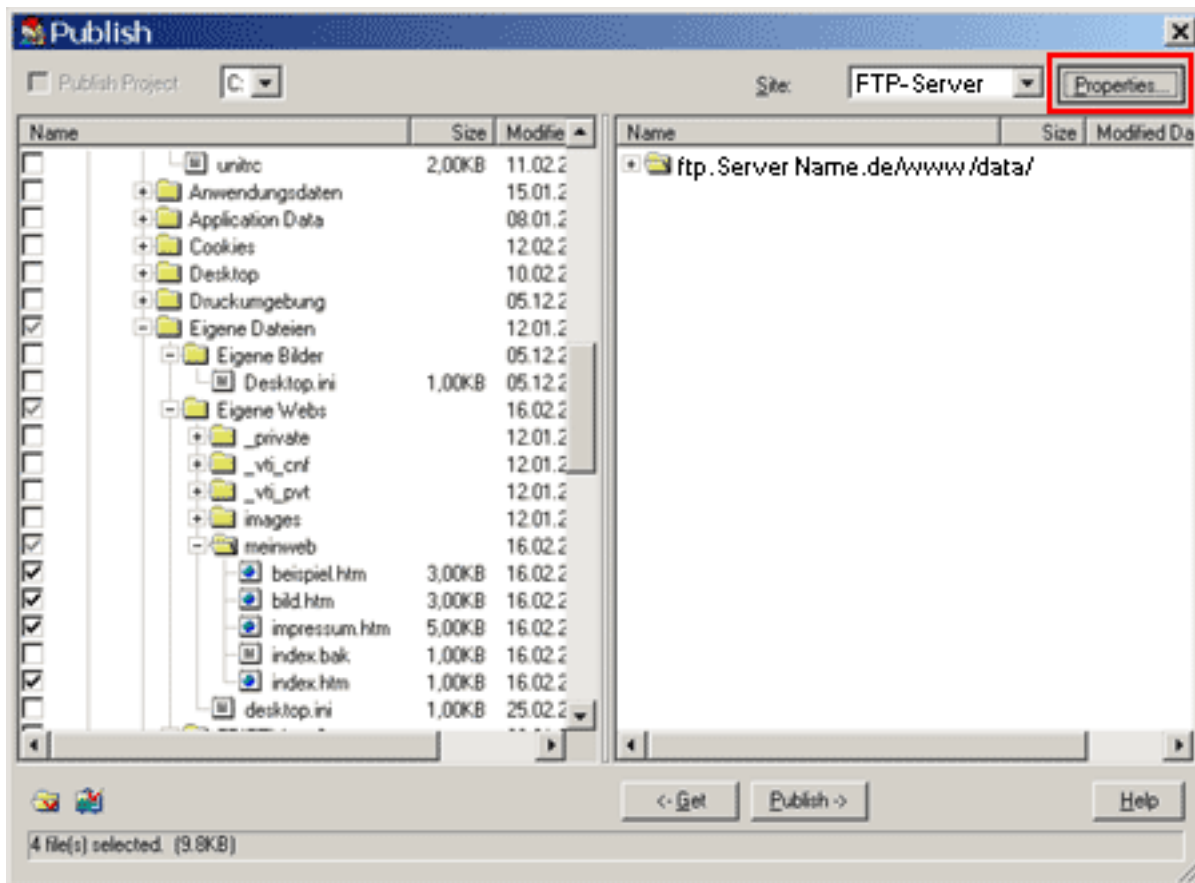 Publish
Publish Project C: Site: FTP-Server Properties...
Name Size Modifie Name Size Modified Da
unitrc 2,00KB 11.02.2 ftp.Server Name.de/www/data/
Anwendungsdaten 15.01.2
Application Data 08.01.2
Cookies 12.02.2
Desktop 10.02.2
Druckumgebung 05.12.2
Eigene Dateien 12.01.2
Eigene Bilder 05.12.2
Desktop.ini 1,00KB 05.12.2
Eigene Webs 16.02.2
_private 12.01.2
_vti_cnf 12.01.2
_vti_pvt 12.01.2
images 12.01.2
meinweb 16.02.2
beispiel.htm 3,00KB 16.02.2
bild.htm 3,00KB 16.02.2
impressum.htm 5,00KB 16.02.2
index.bak 1,00KB 16.02.2
index.htm 1,00KB 16.02.2
desktop.ini 1,00KB 25.02.2
<- Get Publish -> Help
4 file(s) selected. (9.8KB)